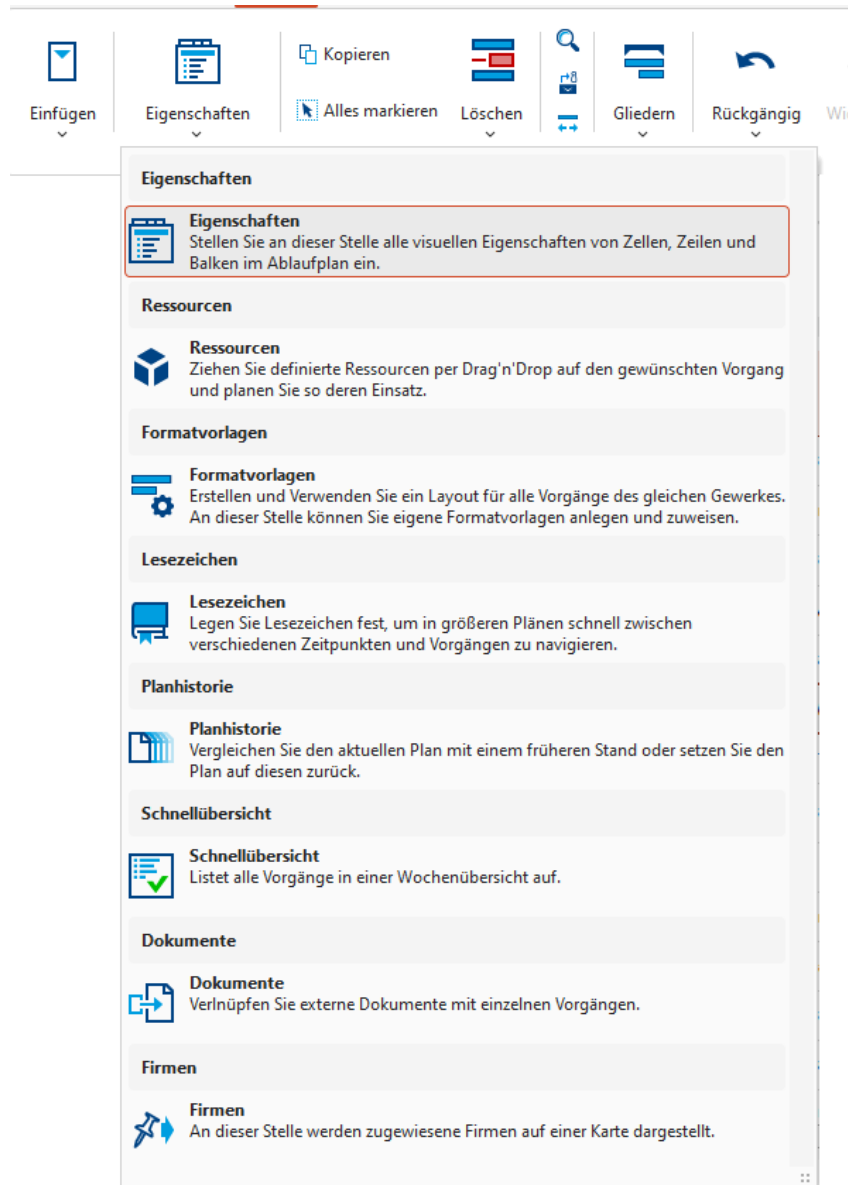 Einfügen
Eigenschaften
Kopieren
Alles markieren
Löschen
Gliedern
Rückgängig
Eigenschaften
Eigenschaften
Stellen Sie an dieser Stelle alle visuellen Eigenschaften von Zellen, Zeilen und
Balken im Ablaufplan ein.
Ressourcen
Ressourcen
Ziehen Sie definierte Ressourcen per Drag'n'Drop auf den gewünschten Vorgang
und planen Sie so deren Einsatz.
Formatvorlagen
Formatvorlagen
Erstellen und Verwenden Sie ein Layout für alle Vorgänge des gleichen Gewerkes.
An dieser Stelle können Sie eigene Formatvorlagen anlegen und zuweisen.
Lesezeichen
Lesezeichen
Legen Sie Lesezeichen fest, um in größeren Plänen schnell zwischen
verschiedenen Zeitpunkten und Vorgängen zu navigieren.
Planhistorie
Planhistorie
Vergleichen Sie den aktuellen Plan mit einem früheren Stand oder setzen Sie den
Plan auf diesen zurück.
Schnellübersicht
Schnellübersicht
Listet alle Vorgänge in einer Wochenübersicht auf.
Dokumente
Dokumente
Verlnüpfen Sie externe Dokumente mit einzelnen Vorgängen.
Firmen
Firmen
An dieser Stelle werden zugewiesene Firmen auf einer Karte dargestellt.